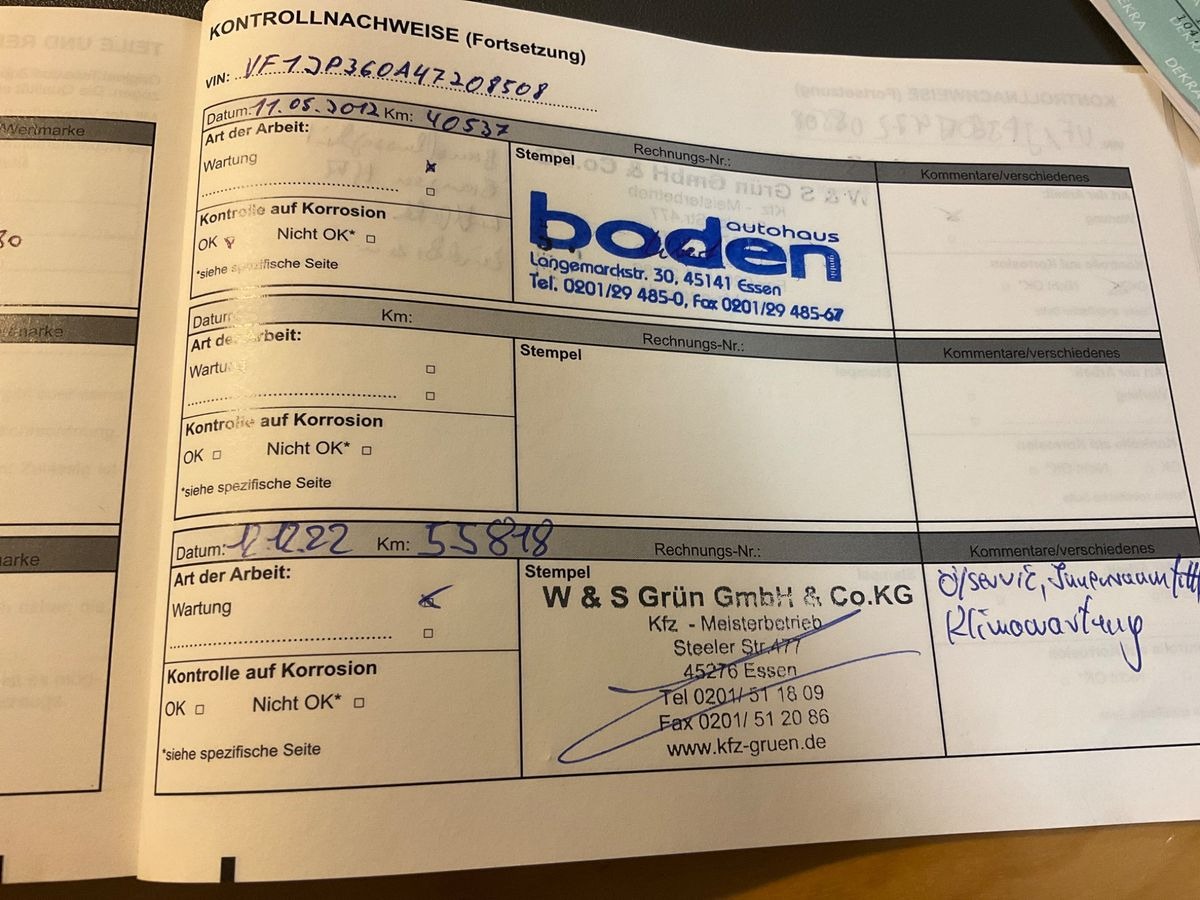 KONTROLLNACHWEISE (Fortsetzung)
VIN: VF1JP360A47208508
Datum: 11.05.2012 Km: 40537
Art der Arbeit:
Wartung
Kontrolle auf Korrosion
OK Nicht OK*
*siehe spezifische Seite
Rechnungs-Nr.:
Stempel
autohaus
boden
gmbh
Langemarckstr. 30, 45141 Essen
Tel. 0201/29 485-0, Fax 0201/29 485-67
Kommentare/verschiedenes
Datum: Km:
Art der Arbeit:
Wartung
Kontrolle auf Korrosion
OK Nicht OK*
*siehe spezifische Seite
Rechnungs-Nr.:
Stempel
Kommentare/verschiedenes
Datum: 12.12.22 Km: 55818
Art der Arbeit:
Wartung
Kontrolle auf Korrosion
OK Nicht OK*
*siehe spezifische Seite
Rechnungs-Nr.:
Stempel
W & S Grün GmbH & Co.KG
Kfz - Meisterbetrieb
Steeler Str.477
45276 Essen
Tel 0201/ 51 18 09
Fax 0201/ 51 20 86
www.kfz-gruen.de
Kommentare/verschiedenes
Ölservic,
Klimawartung
DEKRA
DEKRA